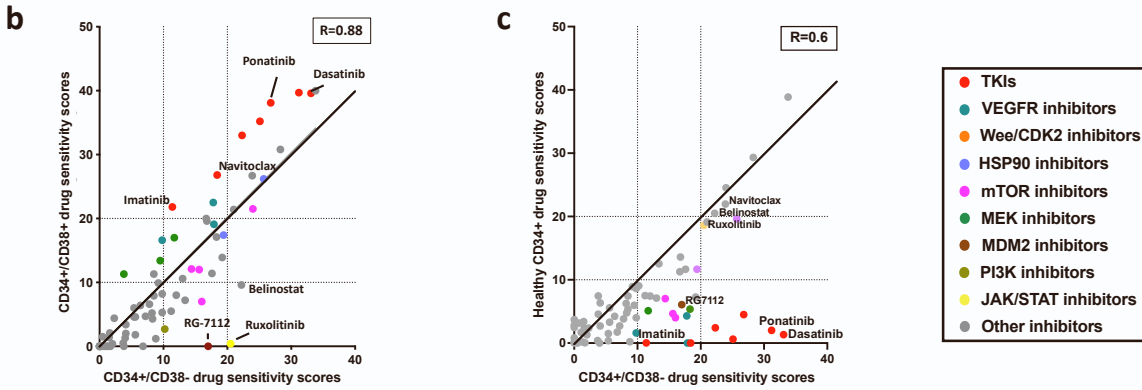 b
R=0.88
CD34+/CD38+ drug sensitivity scores
50
40
30
20
10
0
Ponatinib
Dasatinib
Navitoclax
Imatinib
Belinostat
RG-7112
Ruxolitinib
0
10
20
30
40
CD34+/CD38- drug sensitivity scores
c
R=0.6
Healthy CD34+ drug sensitivity scores
50
40
30
20
10
0
Navitoclax
Belinostat
Ruxolitinib
RG7112
Imatinib
Ponatinib
Dasatinib
0
10
20
30
40
CD34+/CD38- drug sensitivity scores
TKIs
VEGFR inhibitors
Wee/CDK2 inhibitors
HSP90 inhibitors
mTOR inhibitors
MEK inhibitors
MDM2 inhibitors
PI3K inhibitors
JAK/STAT inhibitors
Other inhibitors